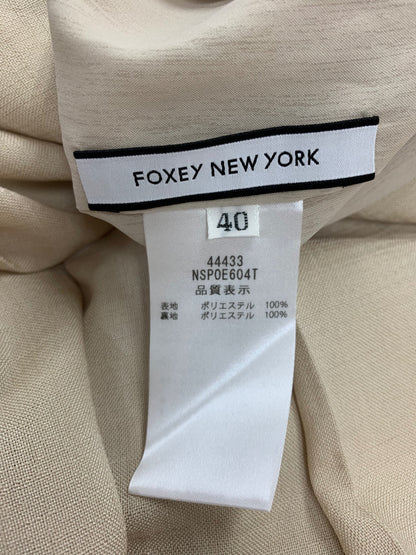 FOXEY NEW YORK
40
44433
NSPOE604T
品質表示
表地 ポリエステル 100%
裏地 ポリエステル 100%